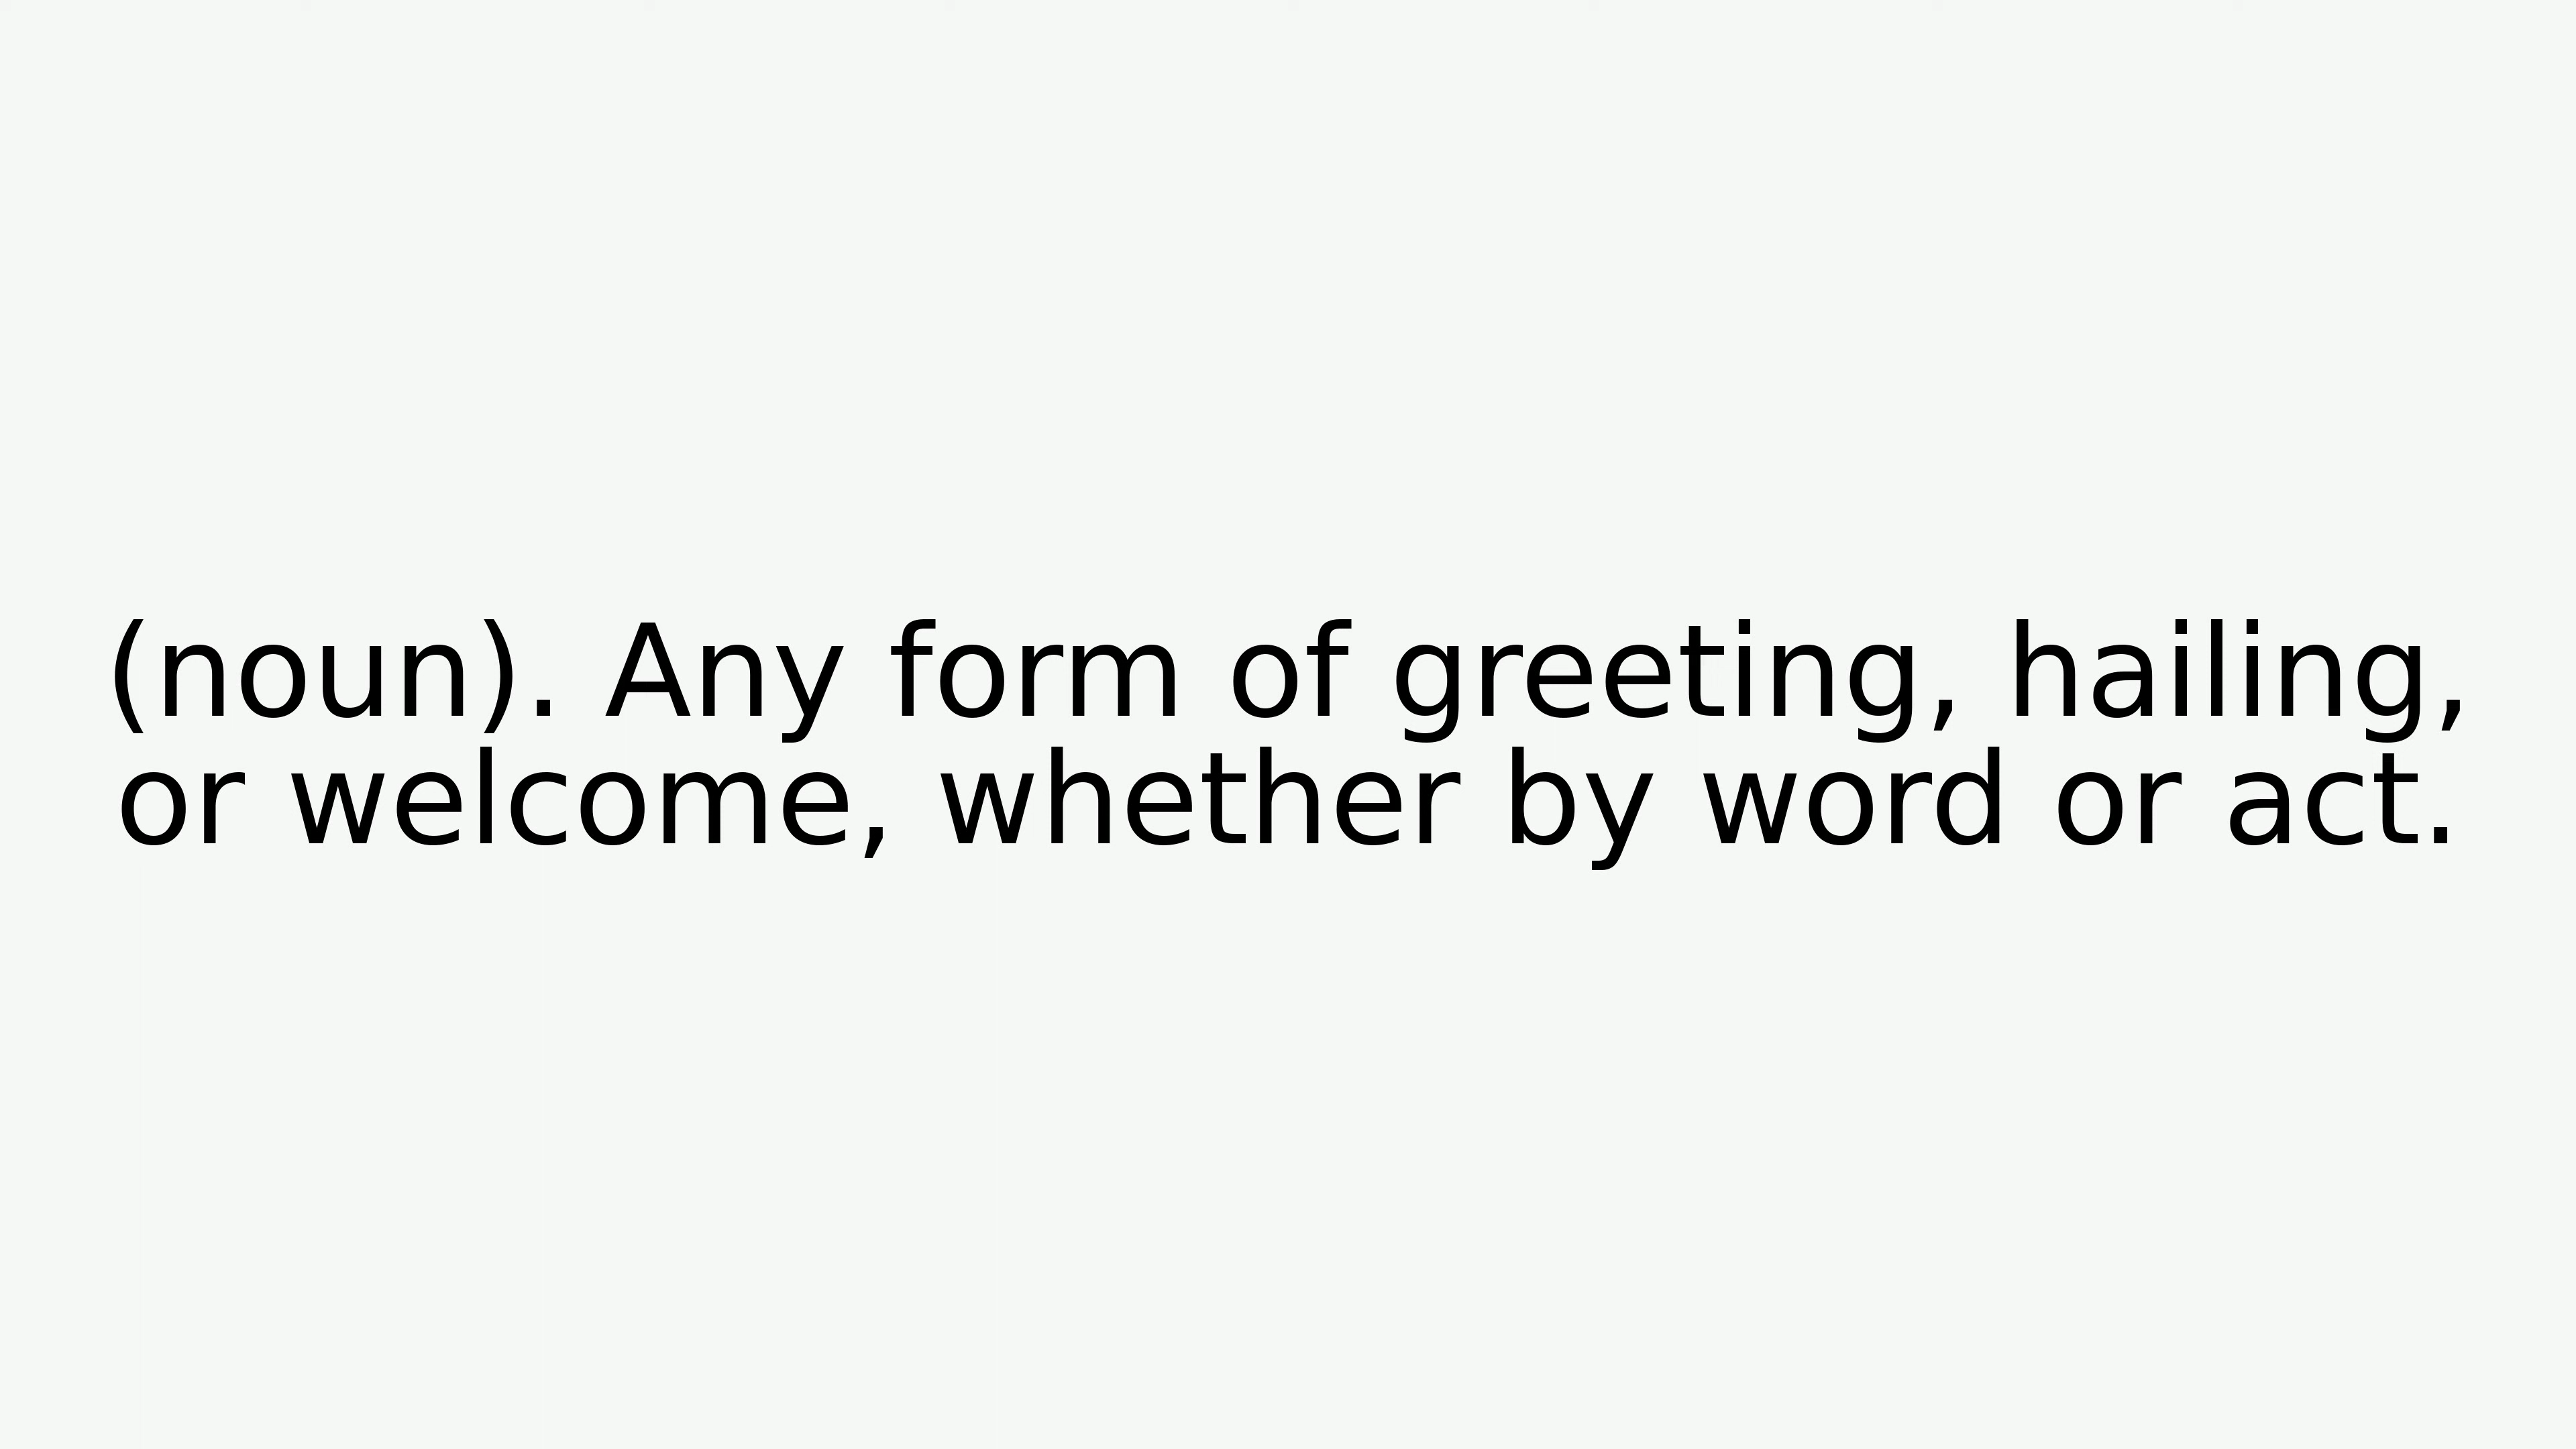 (noun). Any form of greeting, hailing,
or welcome, whether by word or act.